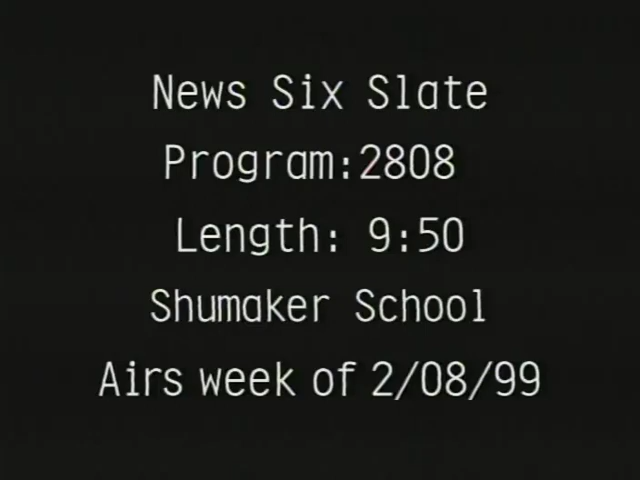 News Six Slate
Program:2808
Length: 9:50
Shumaker School
Airs week of 2/08/99